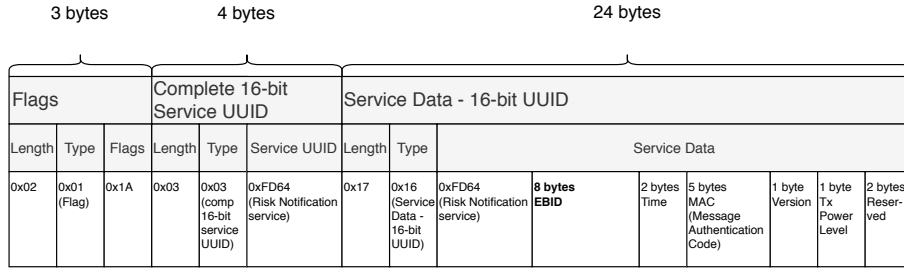 3 bytes 4 bytes 24 bytes
Flags
Complete 16-bit
Service UUID
Service Data - 16-bit UUID
Length Type Flags Length Type Service UUID Length Type Service Data
0x02
0x01
(Flag)
0x1A
0x03
0x03
(comp
16-bit
service
UUID)
0xFD64
(Risk Notification
service)
0x17
0x16
(Service
Data -
16-bit
UUID)
0xFD64
(Risk Notification
service)
8 bytes
EBID
2 bytes
Time
5 bytes
MAC
(Message
Authentication
Code)
1 byte
Version
1 byte
Tx
Power
Level
2 bytes
Reser-
ved